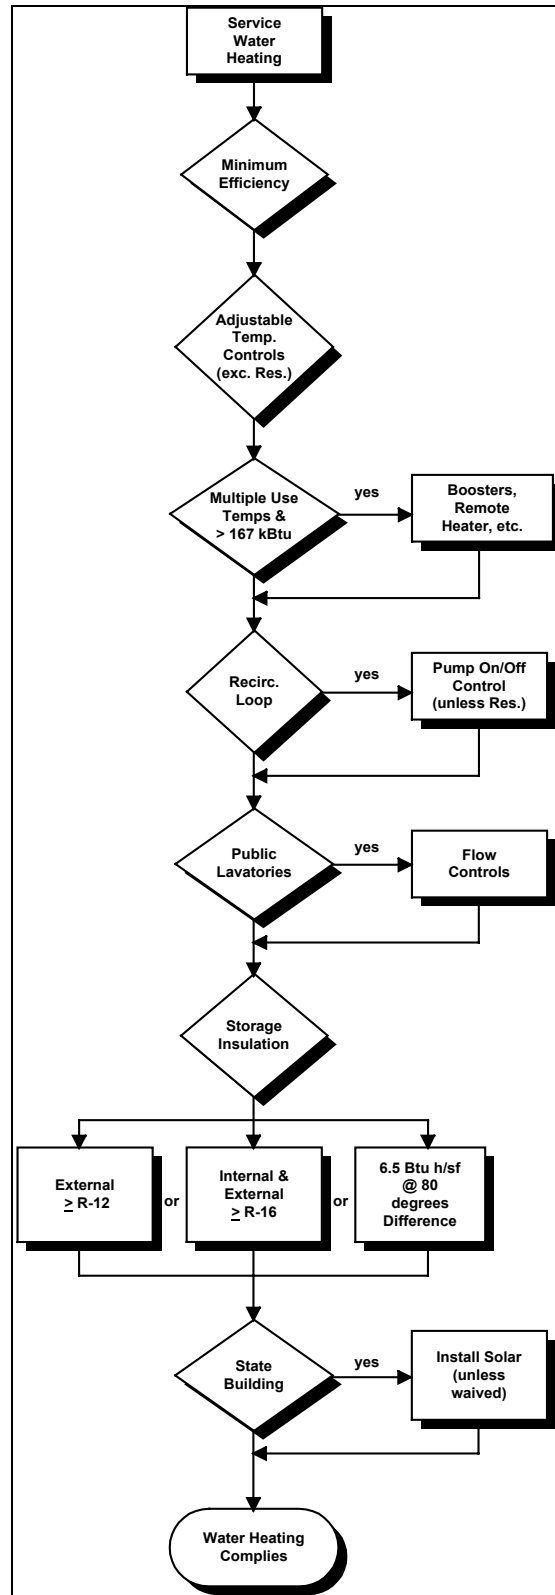 Service
Water
Heating
Minimum
Efficiency
Adjustable
Temp.
Controls
(exc. Res.)
Multiple Use
Temps &
> 167 kBtu
yes
Boosters,
Remote
Heater, etc.
Recirc.
Loop
yes
Pump On/Off
Control
(unless Res.)
Public
Lavatories
yes
Flow
Controls
Storage
Insulation
External
≥ R-12
or
Internal &
External
≥ R-16
or
6.5 Btu h/sf
@ 80
degrees
Difference
State
Building
yes
Install Solar
(unless
waived)
Water Heating
Complies